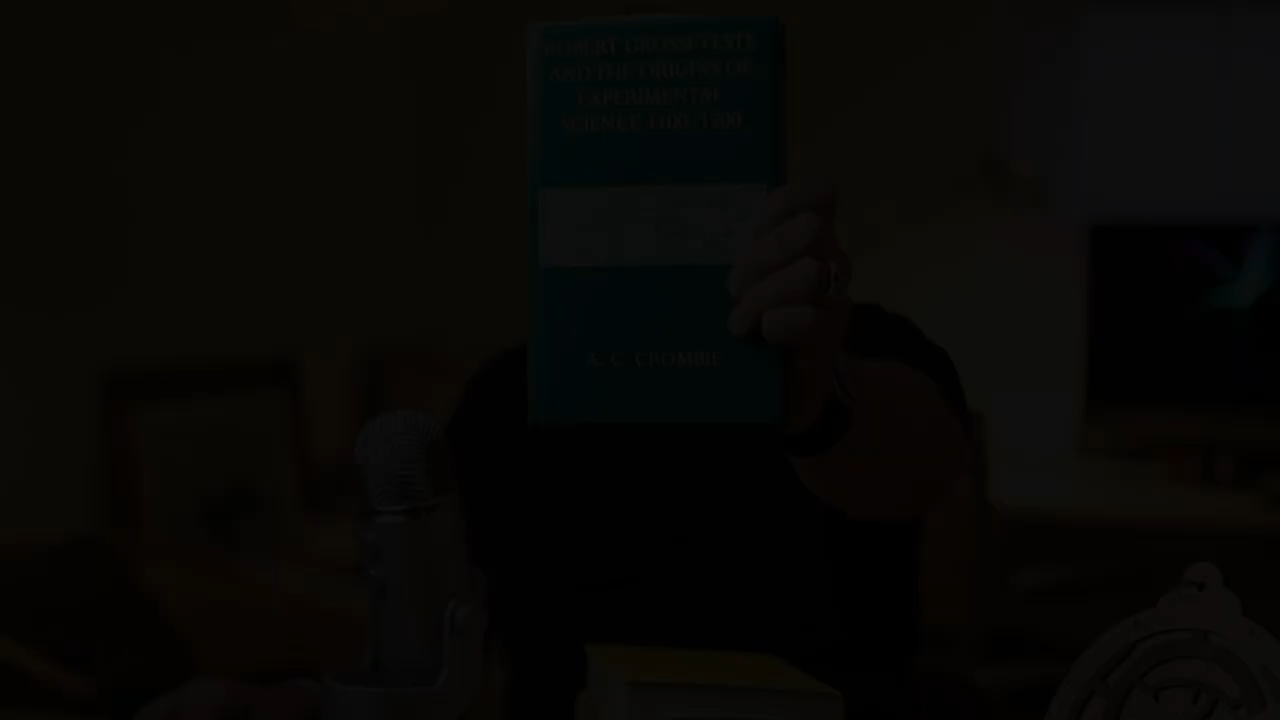 ROBERT GROSSETESTE
AND THE ORIGINS OF
EXPERIMENTAL
SCIENCE 1100-1700
A. C. CROMBIE